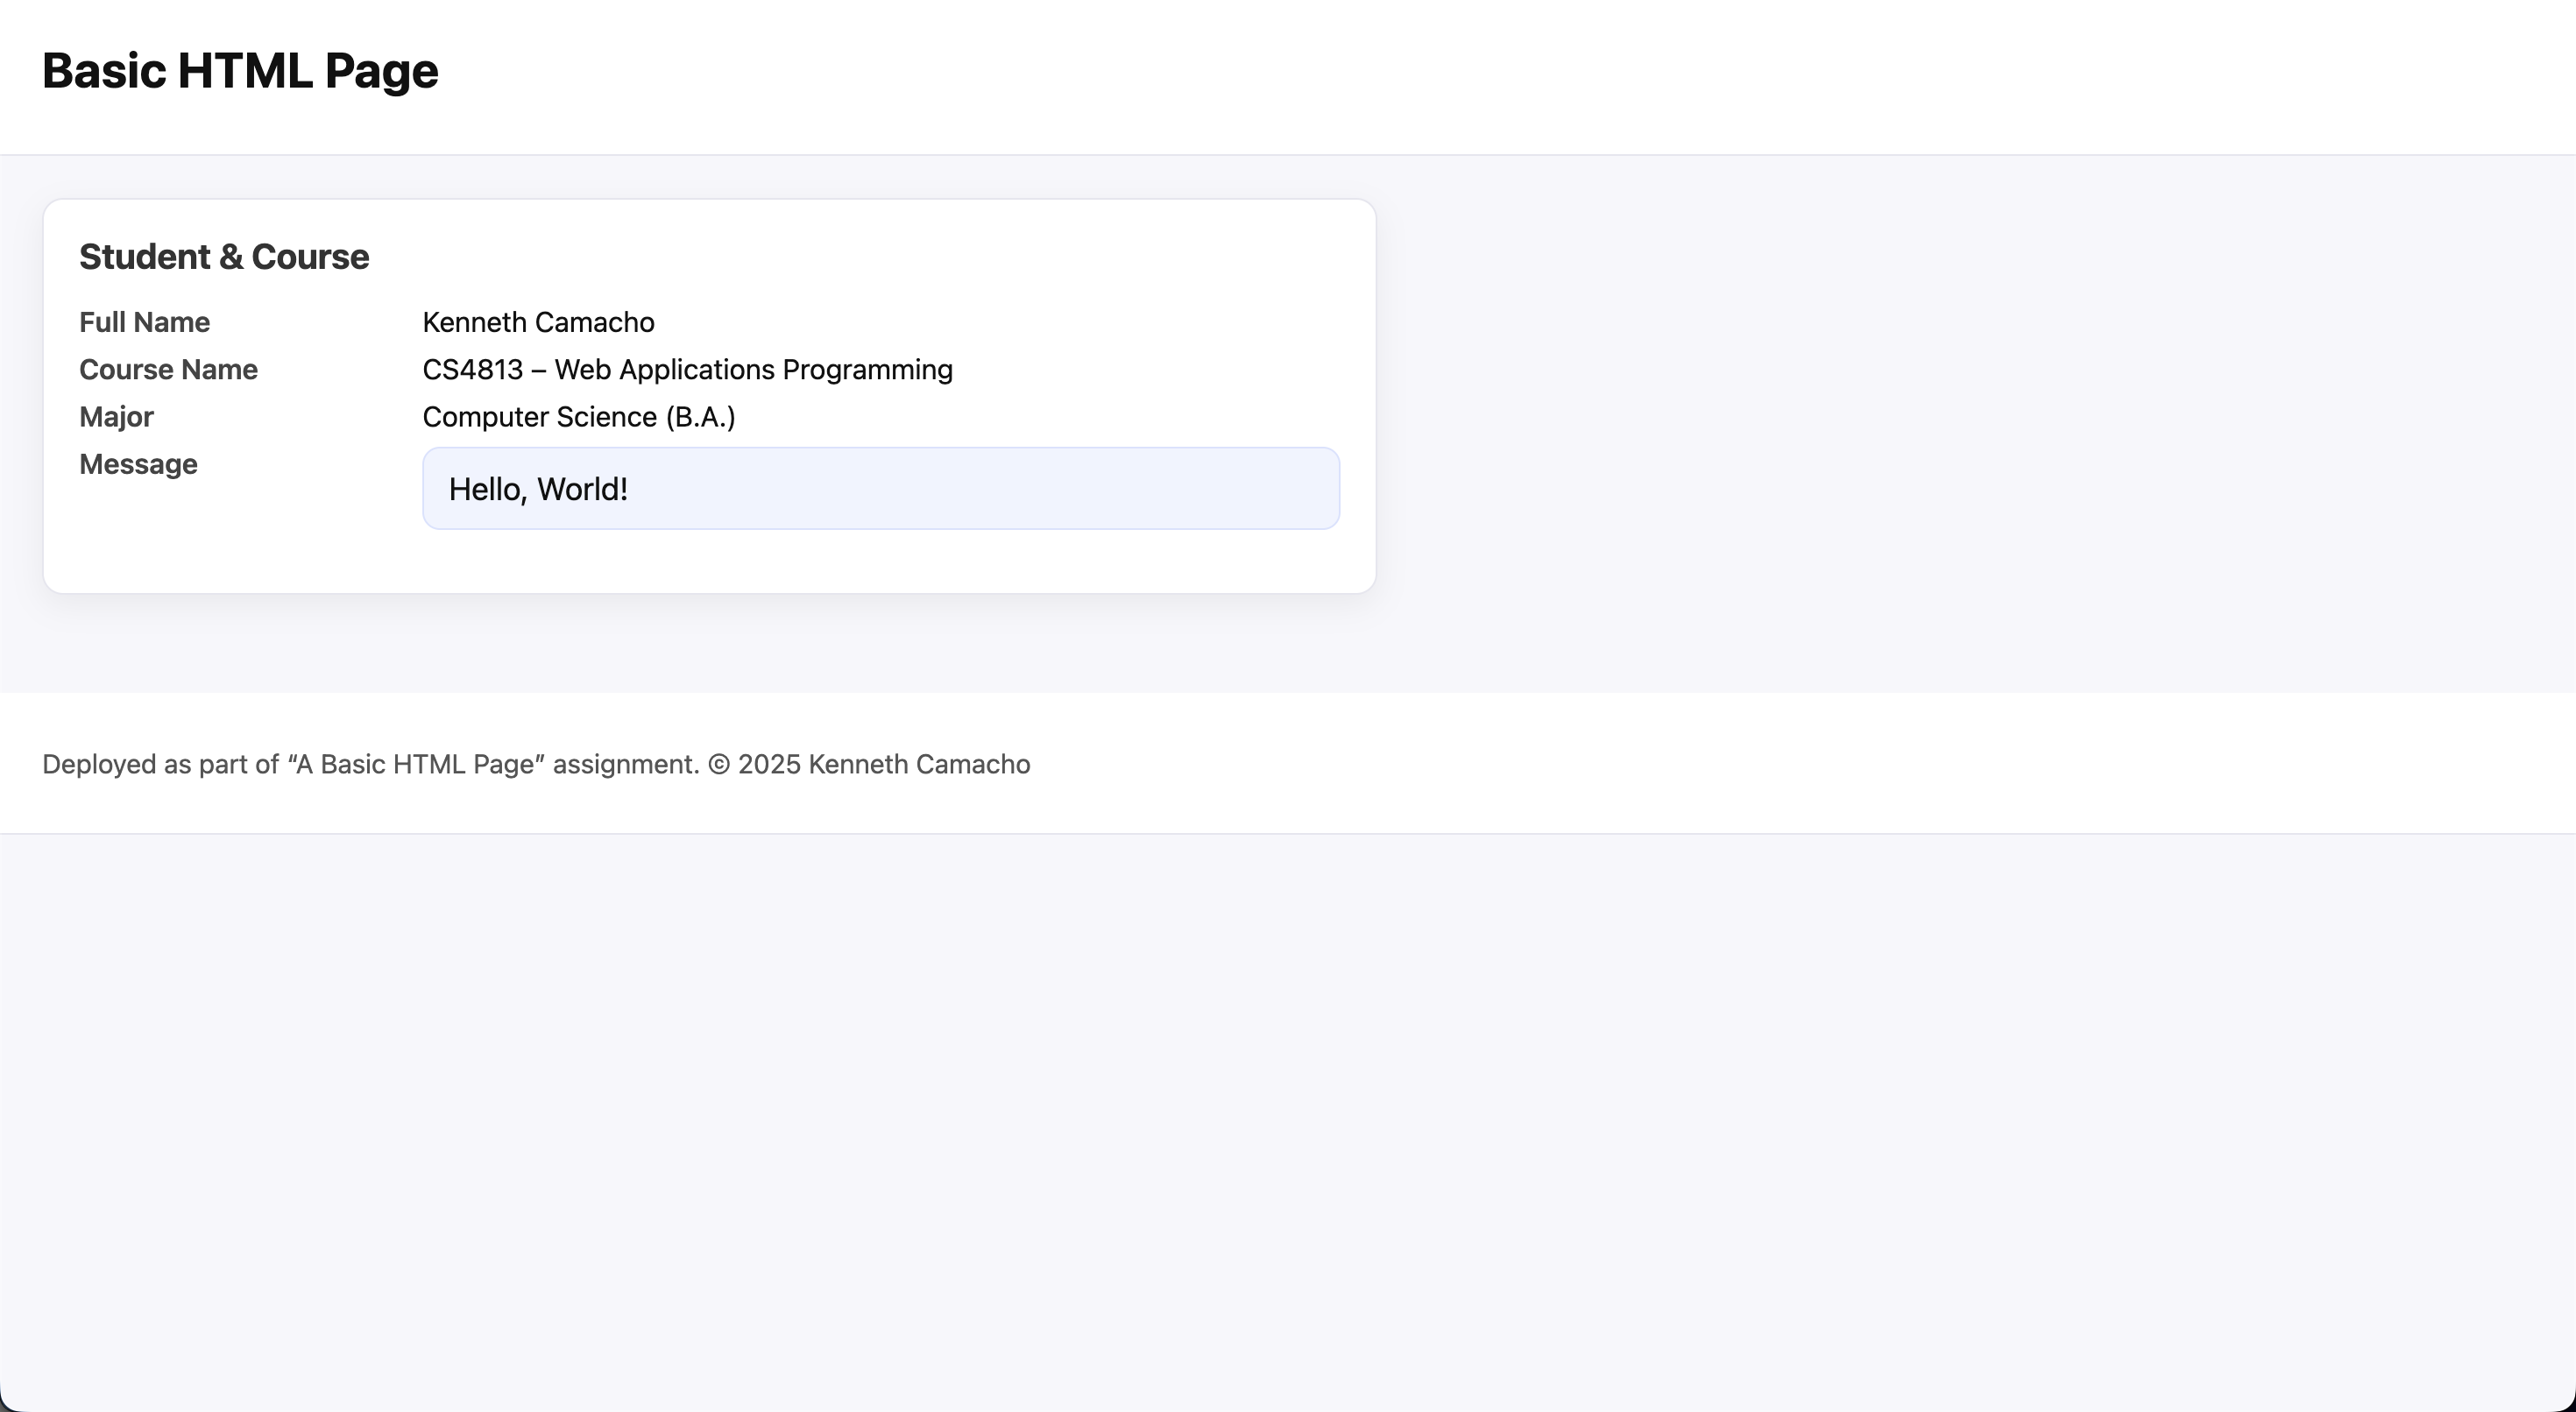 Basic HTML Page
Student & Course
Full Name Kenneth Camacho
Course Name CS4813 – Web Applications Programming
Major Computer Science (B.A.)
Message Hello, World!
Deployed as part of “A Basic HTML Page” assignment. © 2025 Kenneth Camacho